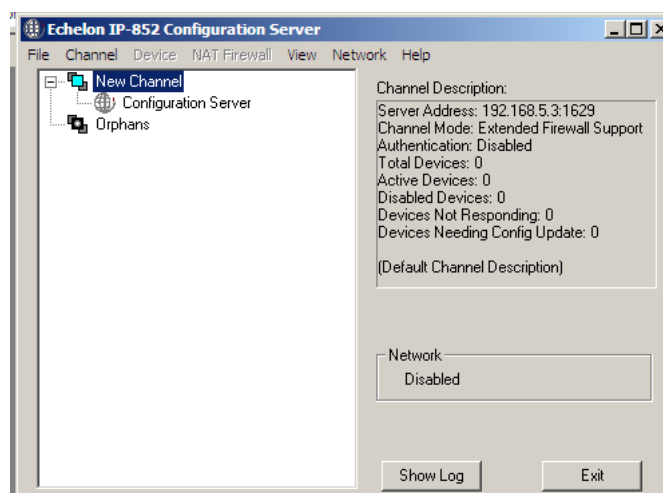 Echelon IP-852 Configuration Server
File Channel Device NAT Firewall View Network Help
New Channel
Configuration Server
Orphans
Channel Description:
Server Address: 192.168.5.3:1629
Channel Mode: Extended Firewall Support
Authentication: Disabled
Total Devices: 0
Active Devices: 0
Disabled Devices: 0
Devices Not Responding: 0
Devices Needing Config Update: 0
(Default Channel Description)
Network
Disabled
Show Log Exit